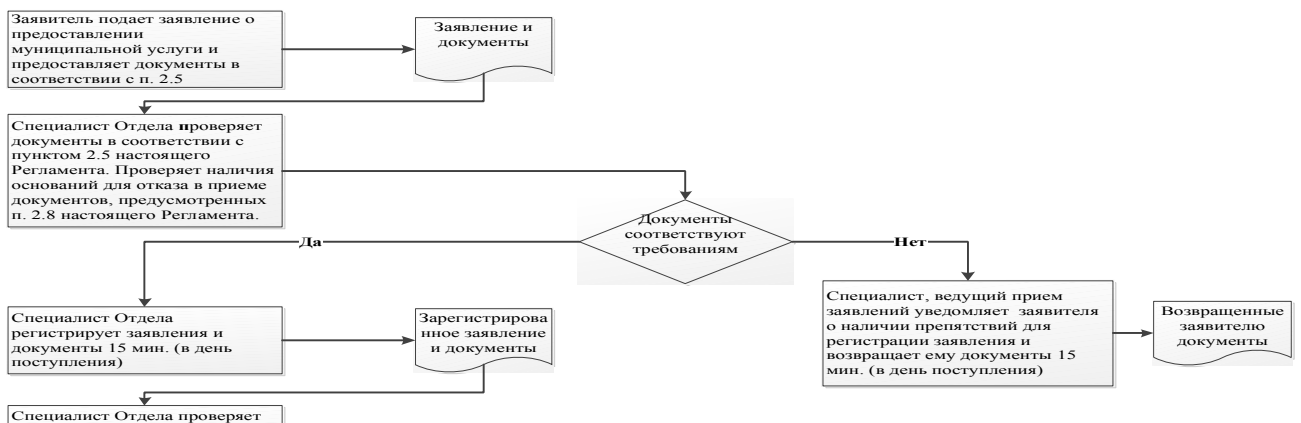 Заявитель подает заявление о
предоставлении
муниципальной услуги и
предоставляет документы в
соответствии с п. 2.5
Заявление и
документы
Специалист Отдела проверяет
документы в соответствии с
пунктом 2.5 настоящего
Регламента. Проверяет наличия
оснований для отказа в приеме
документов, предусмотренных
п. 2.8 настоящего Регламента.
Документы
соответствуют
требованиям
Да
Нет
Специалист Отдела
регистрирует заявления и
документы 15 мин. (в день
поступления)
Зарегистрирова
нное заявление
и документы
Специалист, ведущий прием
заявлений уведомляет заявителя
о наличии препятствий для
регистрации заявления и
возвращает ему документы 15
мин. (в день поступления)
Возвращенные
заявителю
документы
Специалист Отдела проверяет